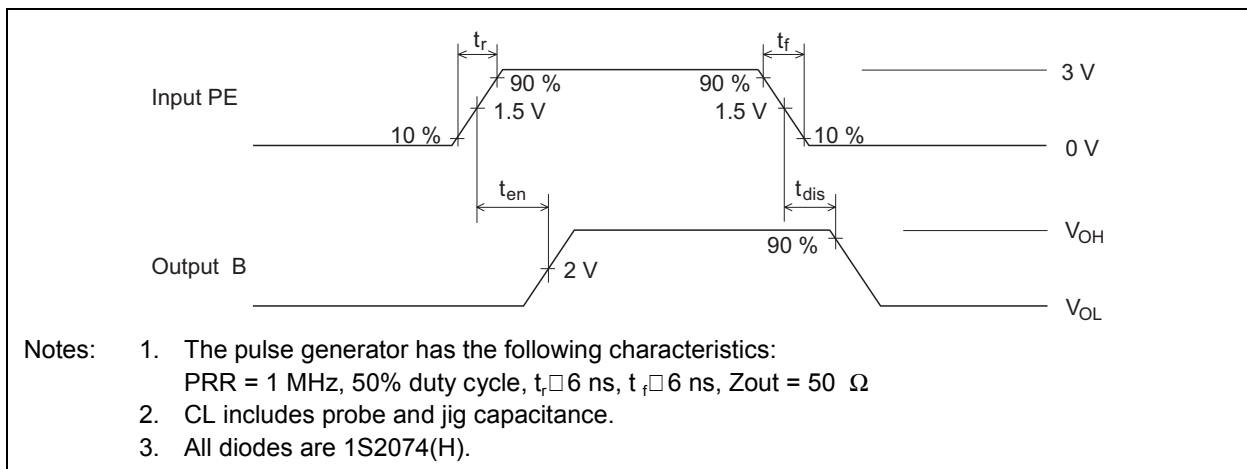 tr
tf
90 %
90 %
3 V
Input PE
1.5 V
1.5 V
10 %
10 %
0 V
ten
tdis
VOH
90 %
Output B
2 V
VOL
Notes: 1. The pulse generator has the following characteristics:
PRR = 1 MHz, 50% duty cycle, tr□6 ns, t f□6 ns, Zout = 50 Ω
2. CL includes probe and jig capacitance.
3. All diodes are 1S2074(H).